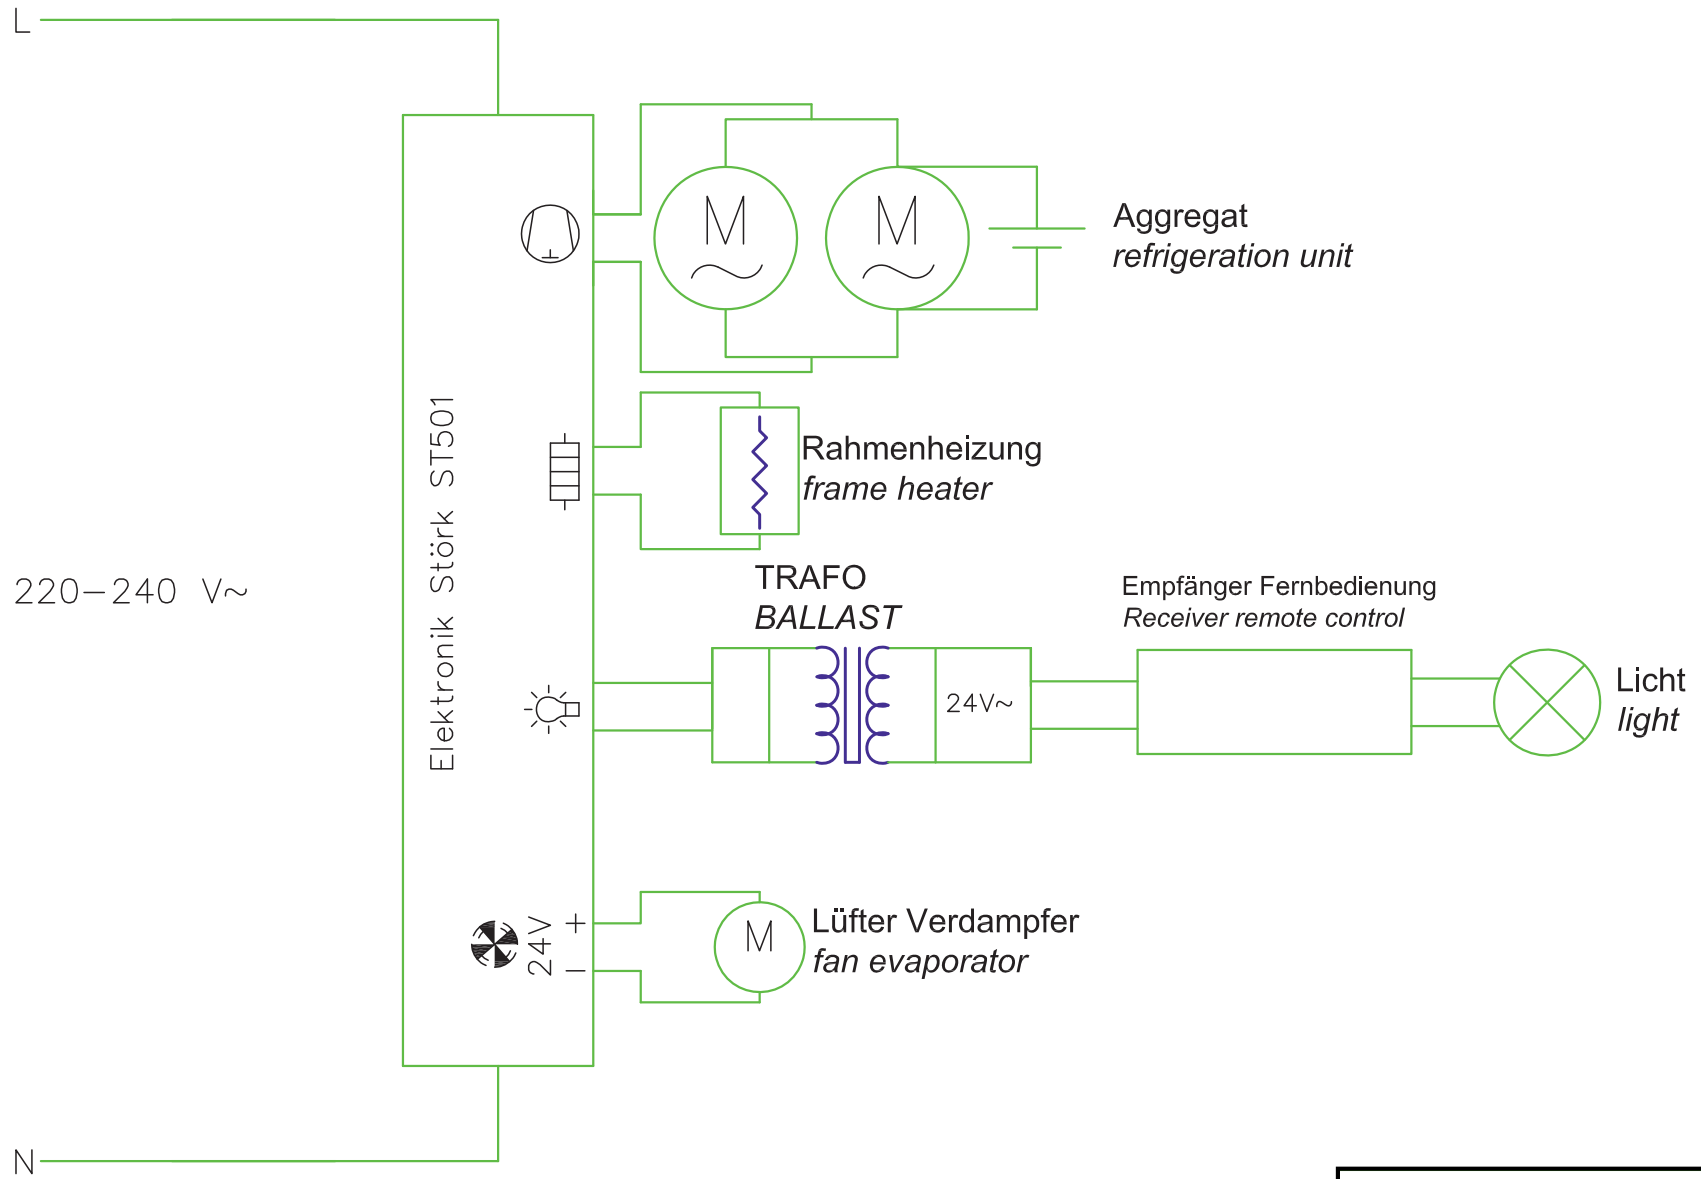 L
Aggregat
refrigeration unit
M
M
Elektronik Störk ST501
Rahmenheizung
frame heater
220-240 V~
TRAFO
BALLAST
Empfänger Fernbedienung
Receiver remote control
24V~
Licht
light
24V + −
M
Lüfter Verdampfer
fan evaporator
N